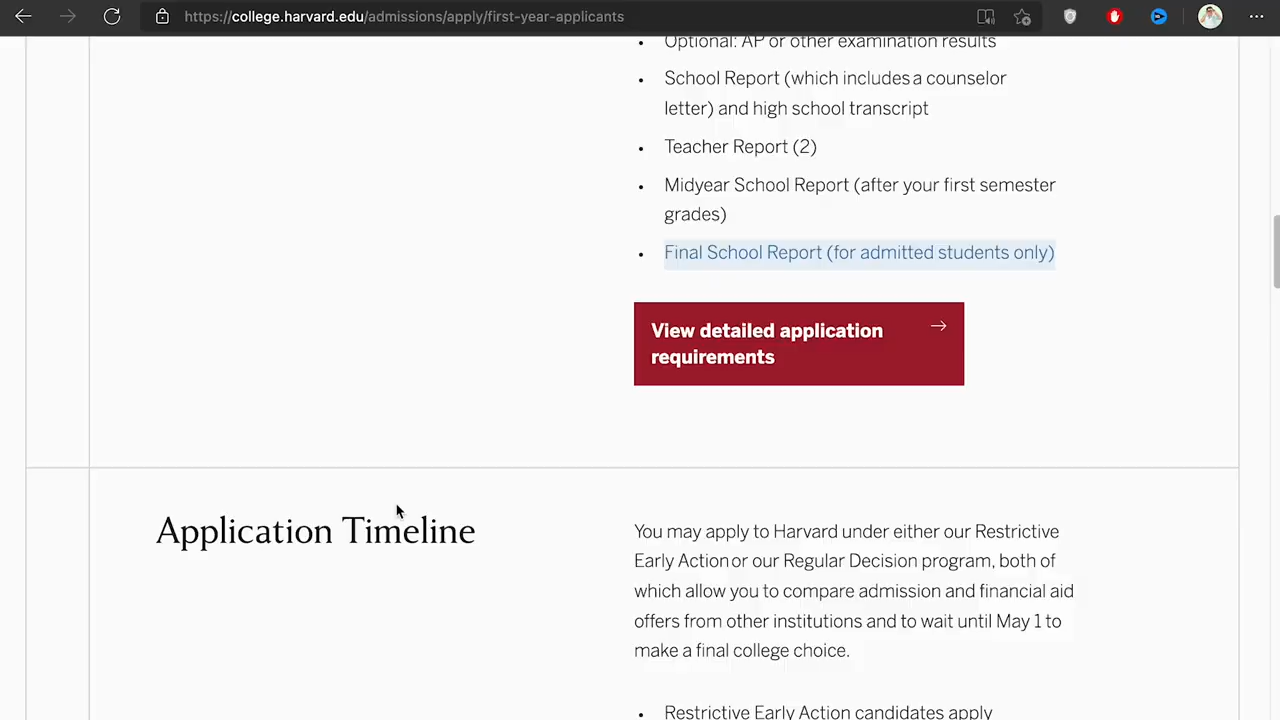 https://college.harvard.edu/admissions/apply/first-year-applicants
Optional: AP or other examination results
School Report (which includes a counselor
letter) and high school transcript
Teacher Report (2)
Midyear School Report (after your first semester
grades)
Final School Report (for admitted students only)
View detailed application
requirements
Application Timeline
You may apply to Harvard under either our Restrictive
Early Action or our Regular Decision program, both of
which allow you to compare admission and financial aid
offers from other institutions and to wait until May 1 to
make a final college choice.
Restrictive Early Action candidates apply